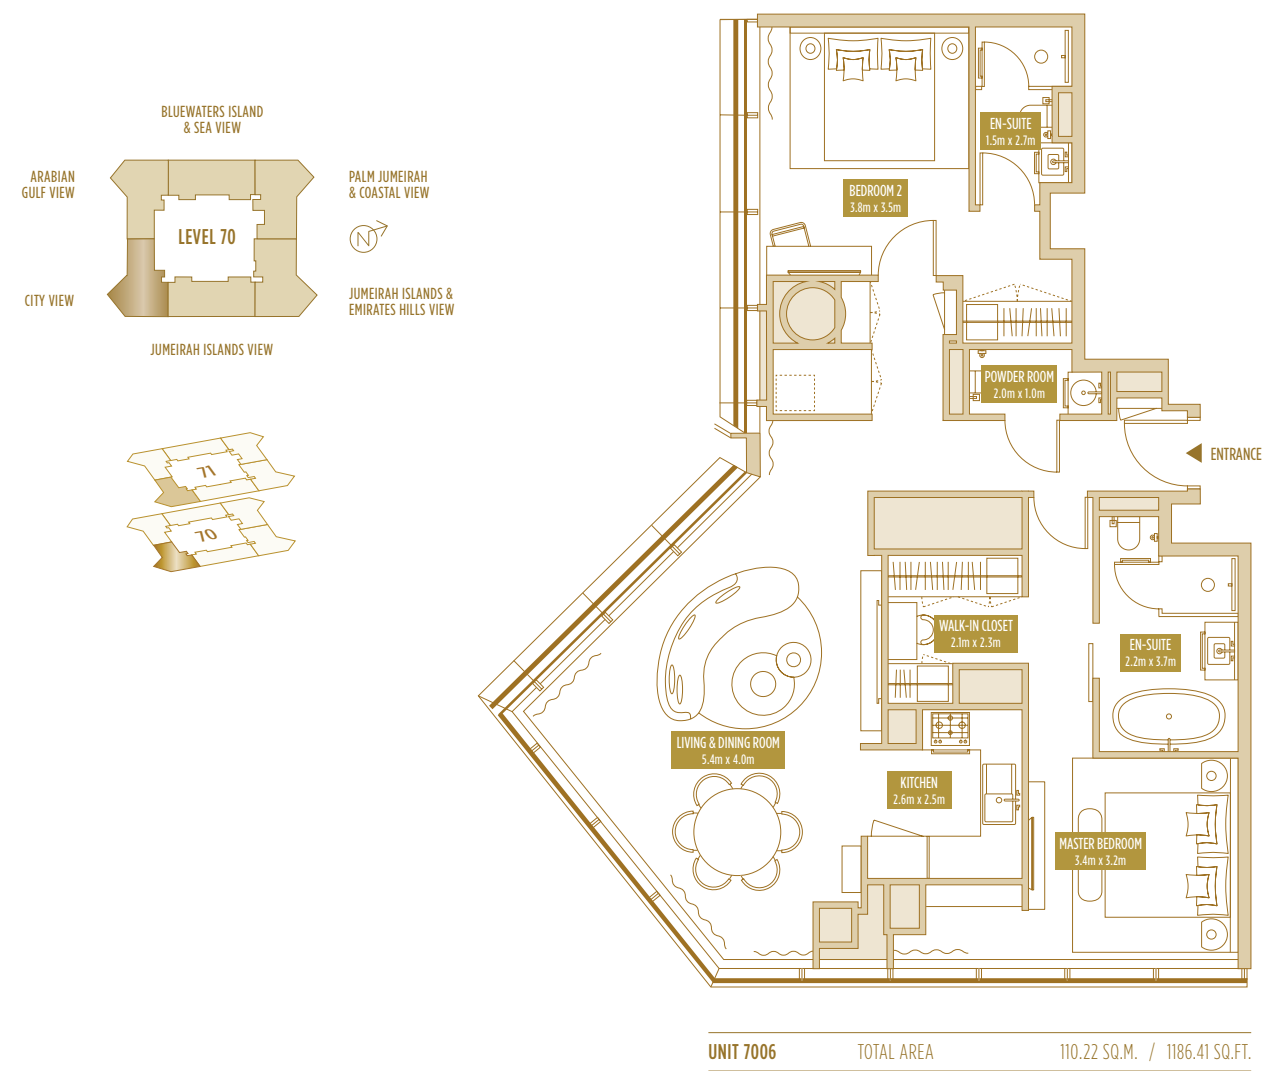 BLUEWATERS ISLAND
& SEA VIEW
ARABIAN
GULF VIEW
PALM JUMEIRAH
& COASTAL VIEW
LEVEL 70
N
CITY VIEW
JUMEIRAH ISLANDS &
EMIRATES HILLS VIEW
JUMEIRAH ISLANDS VIEW
71
70
EN-SUITE
1.5m x 2.7m
BEDROOM 2
3.8m x 3.5m
POWDER ROOM
2.0m x 1.0m
ENTRANCE
WALK-IN CLOSET
2.1m x 2.3m
EN-SUITE
2.2m x 3.7m
LIVING & DINING ROOM
5.4m x 4.0m
KITCHEN
2.6m x 2.5m
MASTER BEDROOM
3.4m x 3.2m
UNIT 7006 TOTAL AREA 110.22 SQ.M. / 1186.41 SQ.FT.